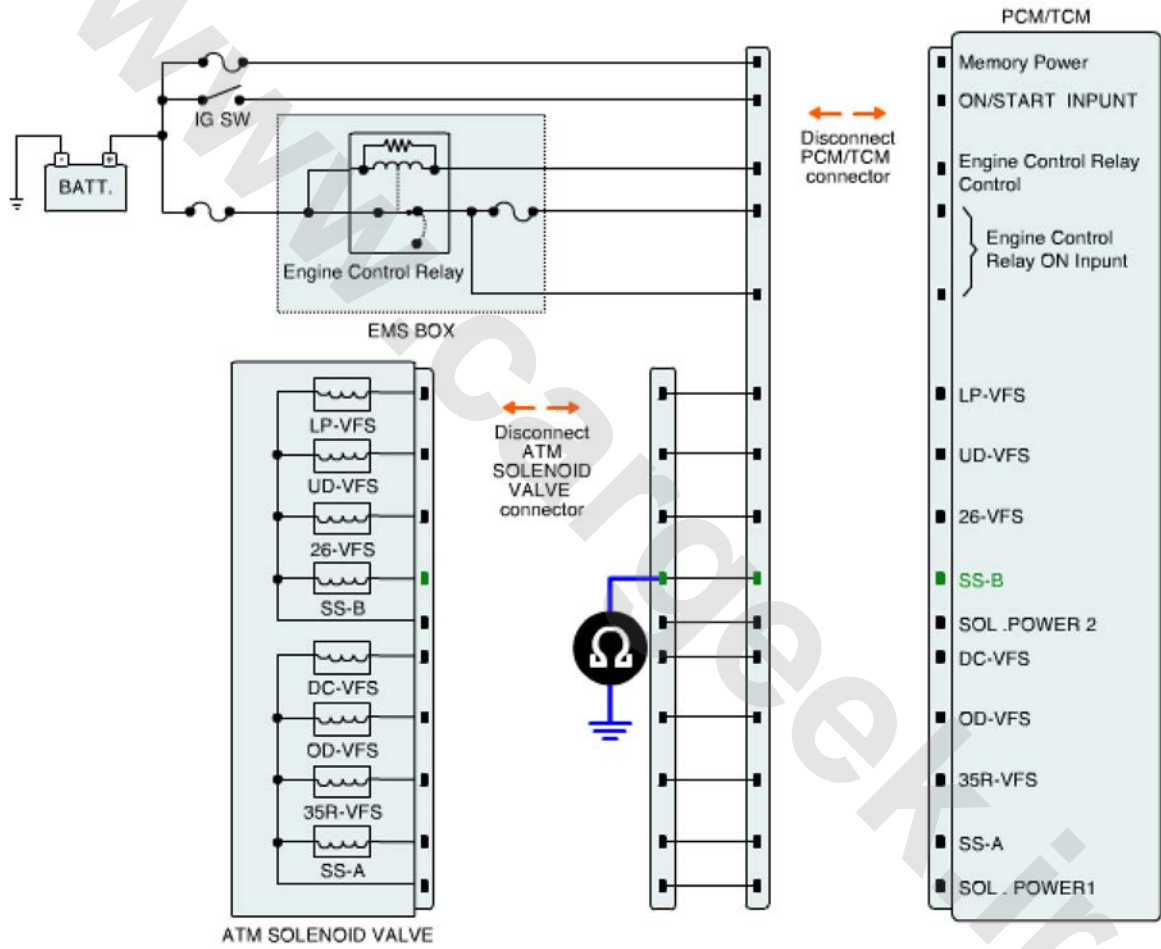 PCM/TCM
Memory Power
ON/START INPUNT
IG SW
Disconnect
PCM/TCM
connector
Engine Control Relay
Control
- +
BATT.
Engine Control
Relay ON Inpunt
Engine Control Relay
EMS BOX
LP-VFS
UD-VFS
26-VFS
SS-B
DC-VFS
OD-VFS
35R-VFS
SS-A
ATM SOLENOID VALVE
Disconnect
ATM
SOLENOID
VALVE
connector
Ω
LP-VFS
UD-VFS
26-VFS
SS-B
SOL .POWER 2
DC-VFS
OD-VFS
35R-VFS
SS-A
SOL . POWER1
www.cargeek.ir